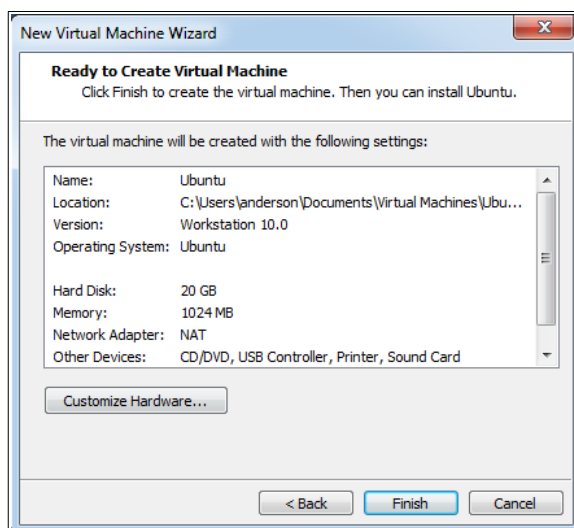 New Virtual Machine Wizard
Ready to Create Virtual Machine
Click Finish to create the virtual machine. Then you can install Ubuntu.
The virtual machine will be created with the following settings:
Name: Ubuntu
Location: C:\Users\anderson\Documents\Virtual Machines\Ubu...
Version: Workstation 10.0
Operating System: Ubuntu
Hard Disk: 20 GB
Memory: 1024 MB
Network Adapter: NAT
Other Devices: CD/DVD, USB Controller, Printer, Sound Card
Customize Hardware...
< Back Finish Cancel